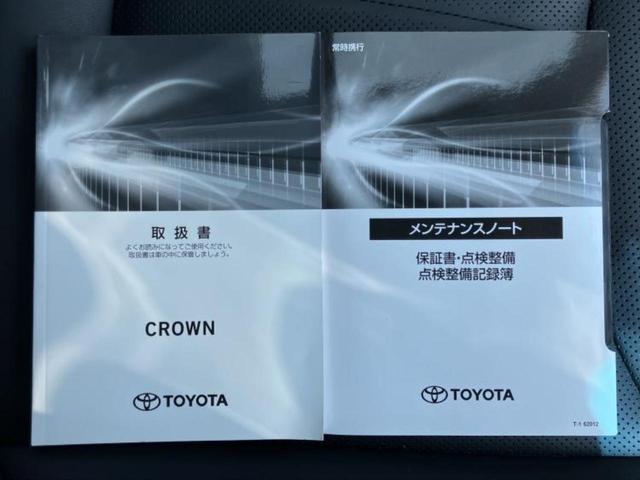 取扱書
よくお読みになってご使用ください。
取扱書は車の中に保管しましょう。
CROWN
TOYOTA
常時携行
メンテナンスノート
保証書・点検整備
点検整備記録簿
TOYOTA
T-1 62012